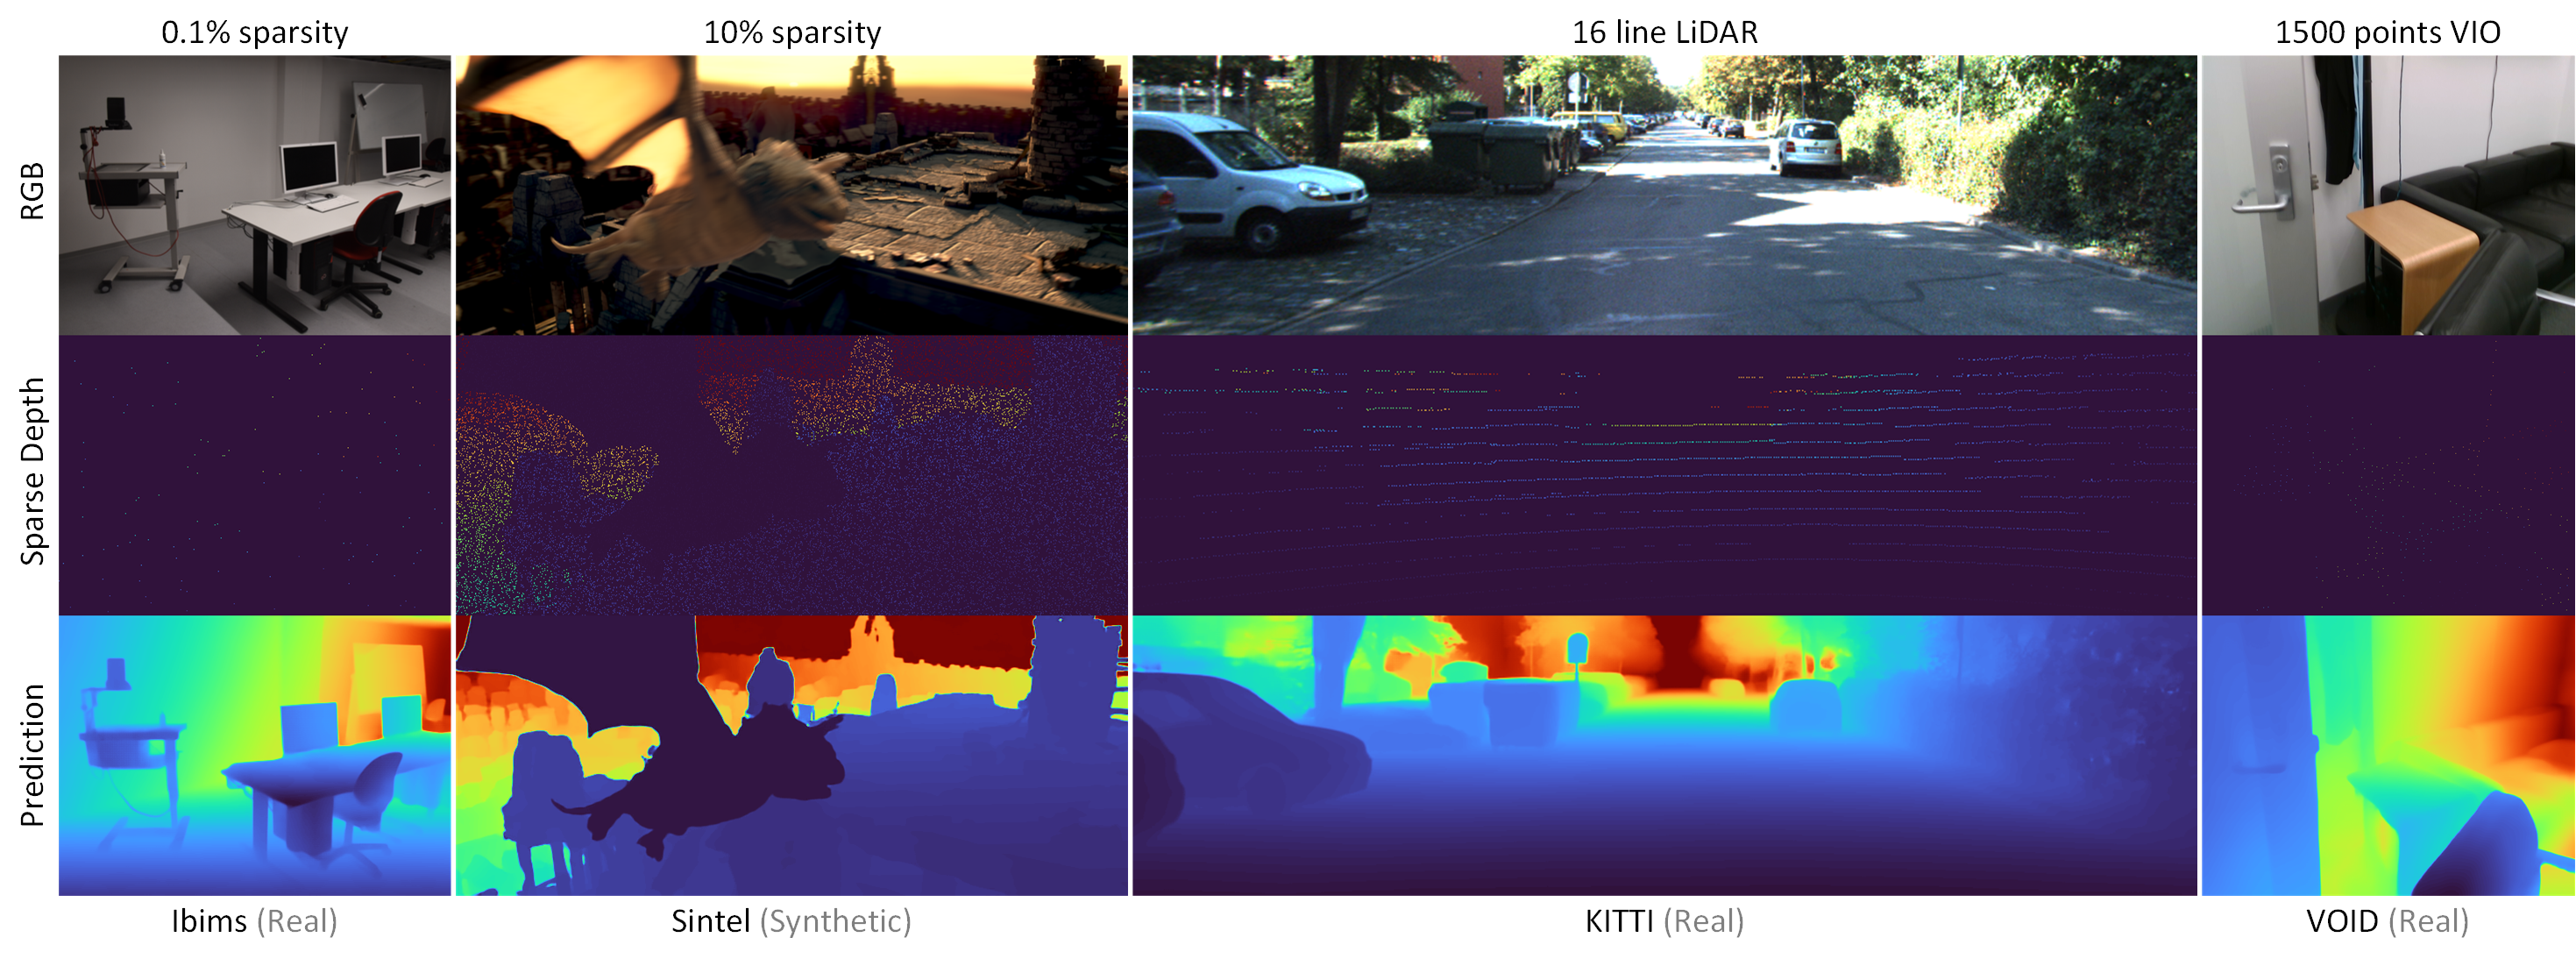 0.1% sparsity
10% sparsity
16 line LiDAR
1500 points VIO
RGB
Sparse Depth
Prediction
Ibims (Real)
Sintel (Synthetic)
KITTI (Real)
VOID (Real)